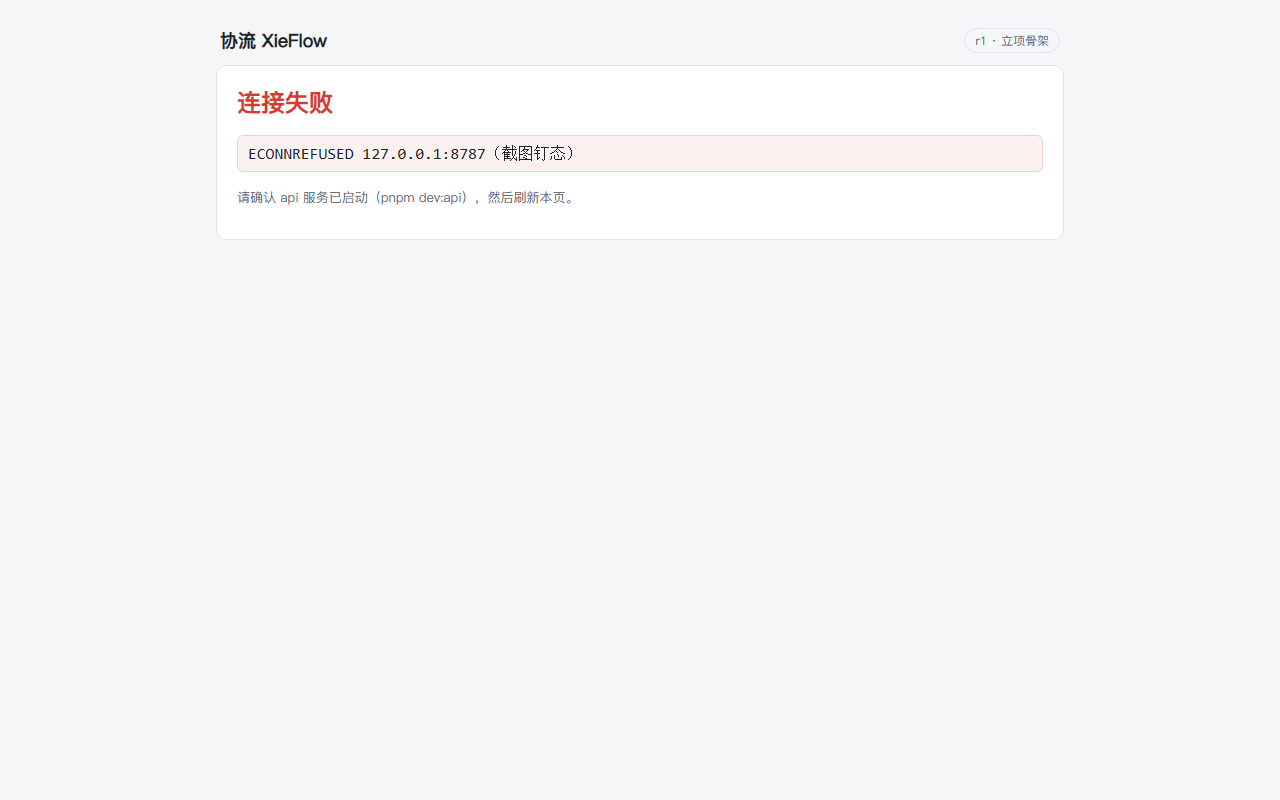 协流 XieFlow
r1 · 立项骨架
连接失败
ECONNREFUSED 127.0.0.1:8787（截图钉态）
请确认 api 服务已启动（pnpm dev:api），然后刷新本页。